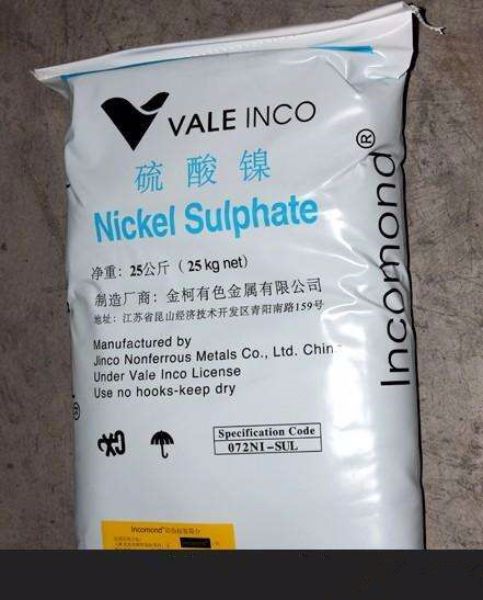 VALE INCO
硫酸镍
Nickel Sulphate
净重：25公斤（25kg net）
制造厂商：金柯有色金属有限公司
地址：江苏省昆山经济技术开发区青阳南路159号
Manufactured by
Jinco Nonferrous Metals Co., Ltd. China
Under Vale Inco License
Use no hooks-keep dry
Specification Code
072NI-SUL
Incomond®
Incomond